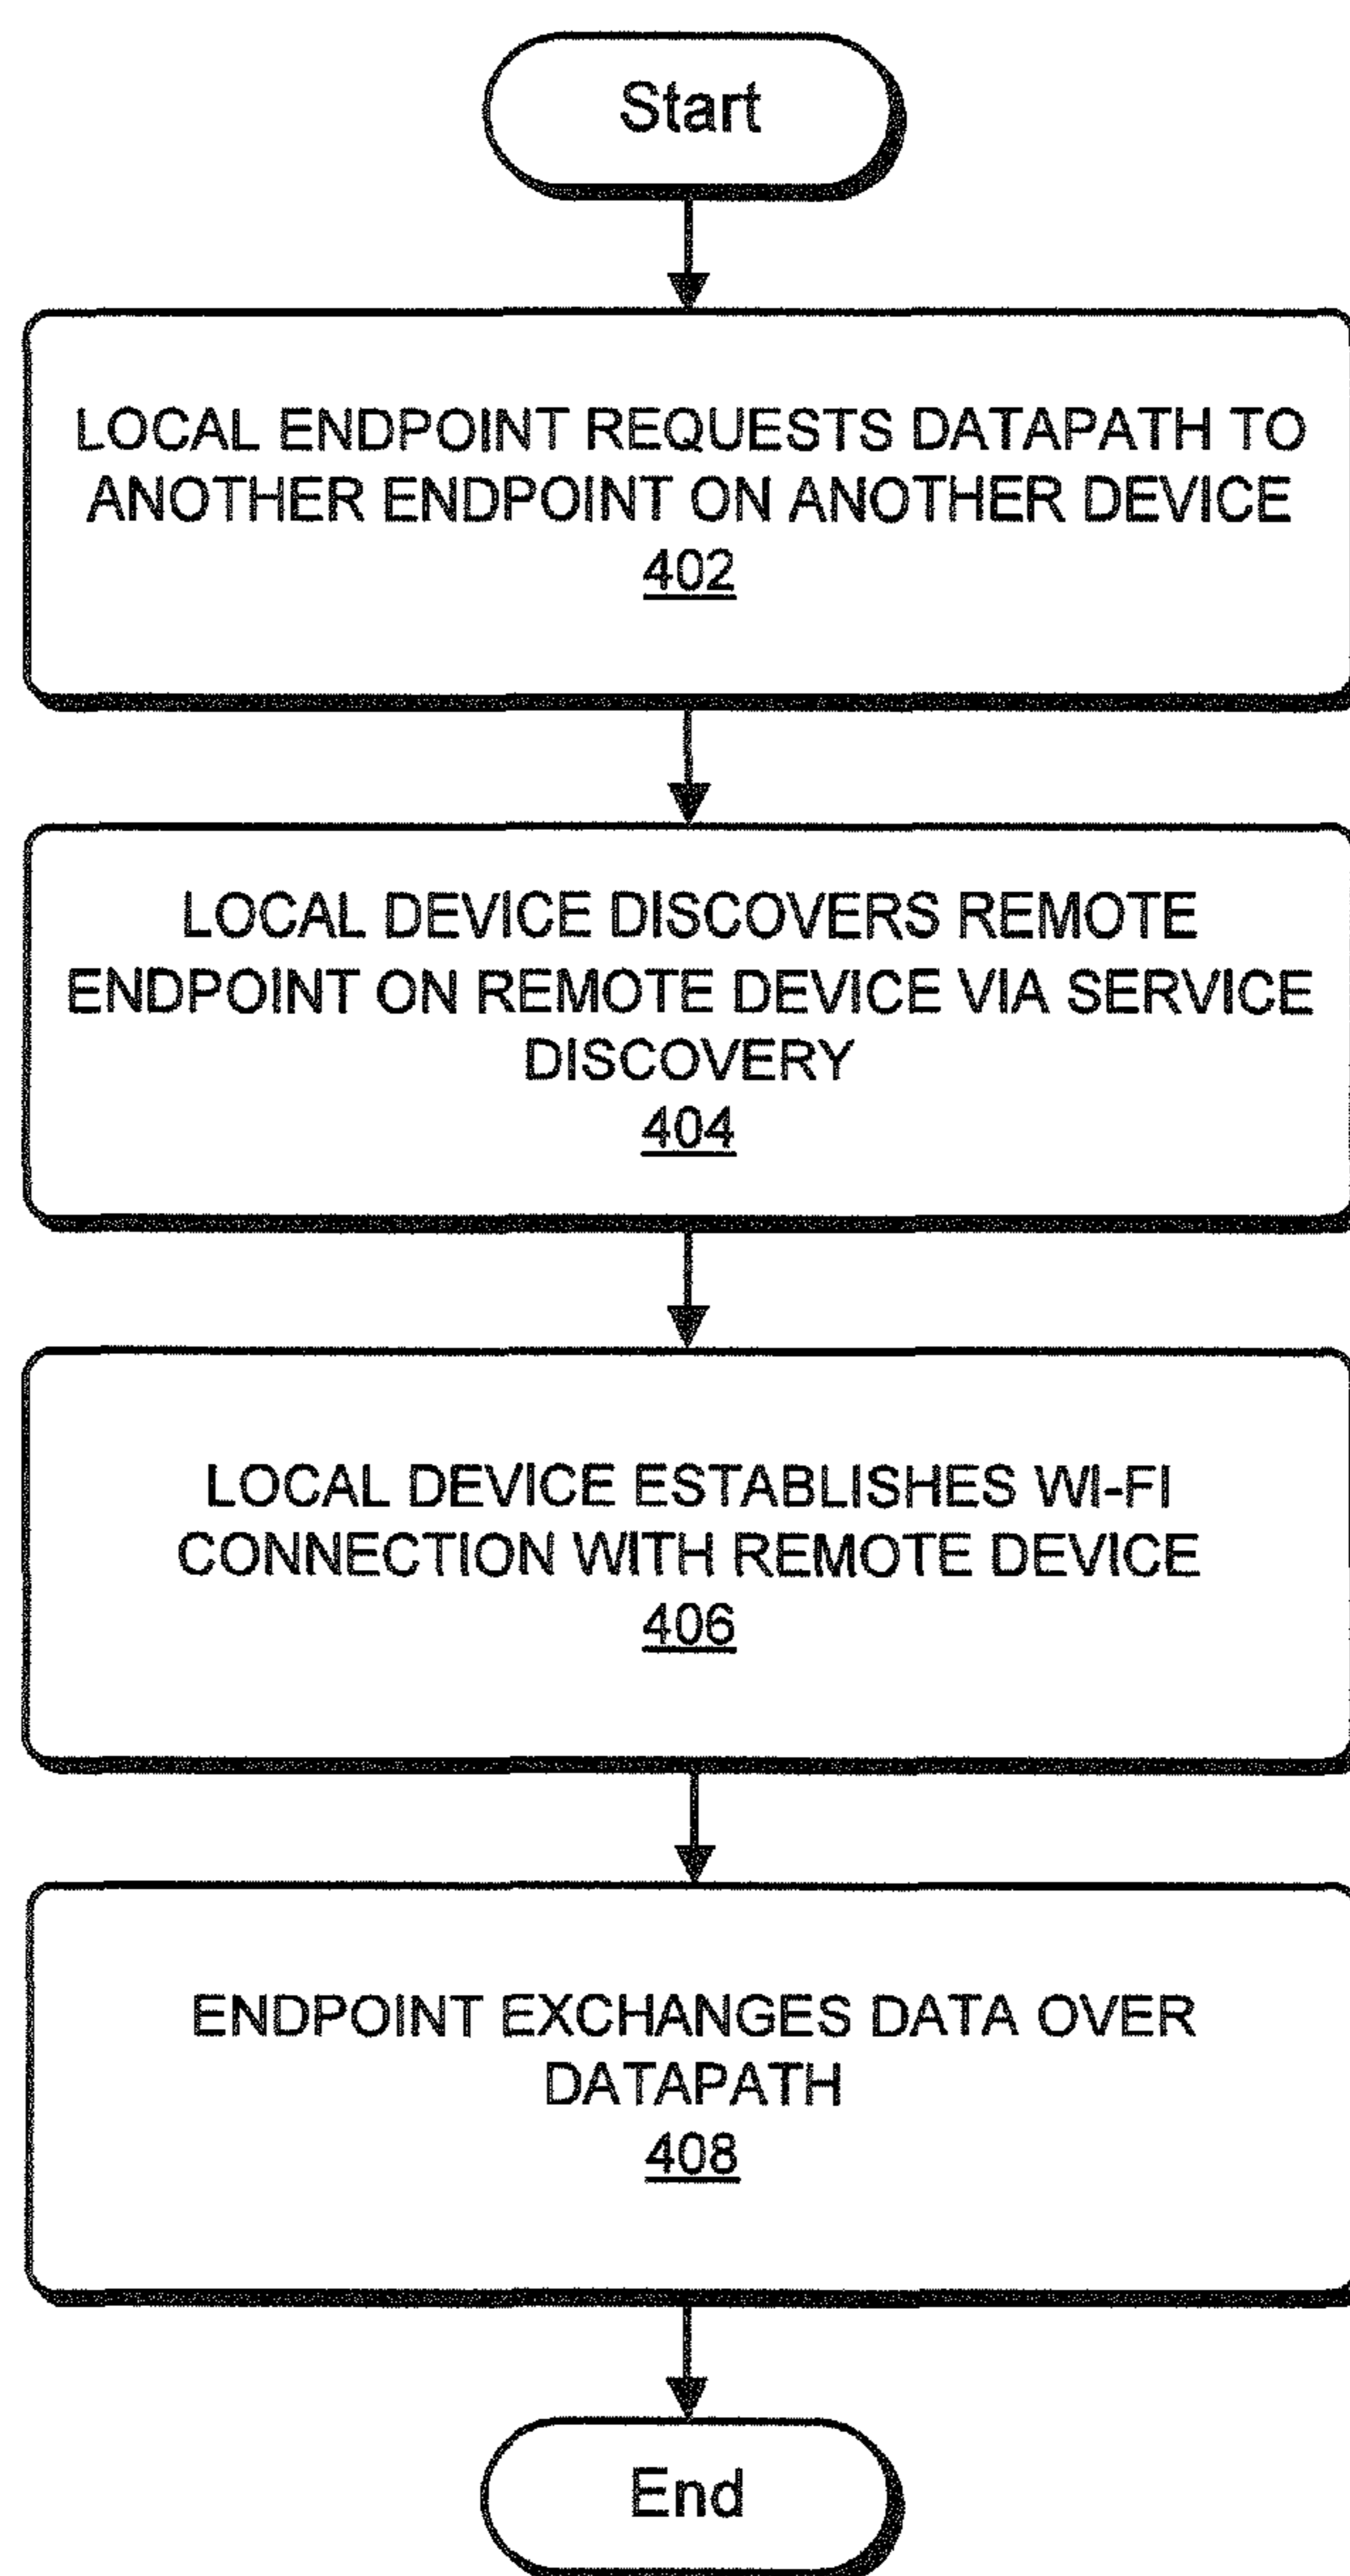 Start
LOCAL ENDPOINT REQUESTS DATAPATH TO
ANOTHER ENDPOINT ON ANOTHER DEVICE
402
LOCAL DEVICE DISCOVERS REMOTE
ENDPOINT ON REMOTE DEVICE VIA SERVICE
DISCOVERY
404
LOCAL DEVICE ESTABLISHES WI-FI
CONNECTION WITH REMOTE DEVICE
406
ENDPOINT EXCHANGES DATA OVER
DATAPATH
408
End